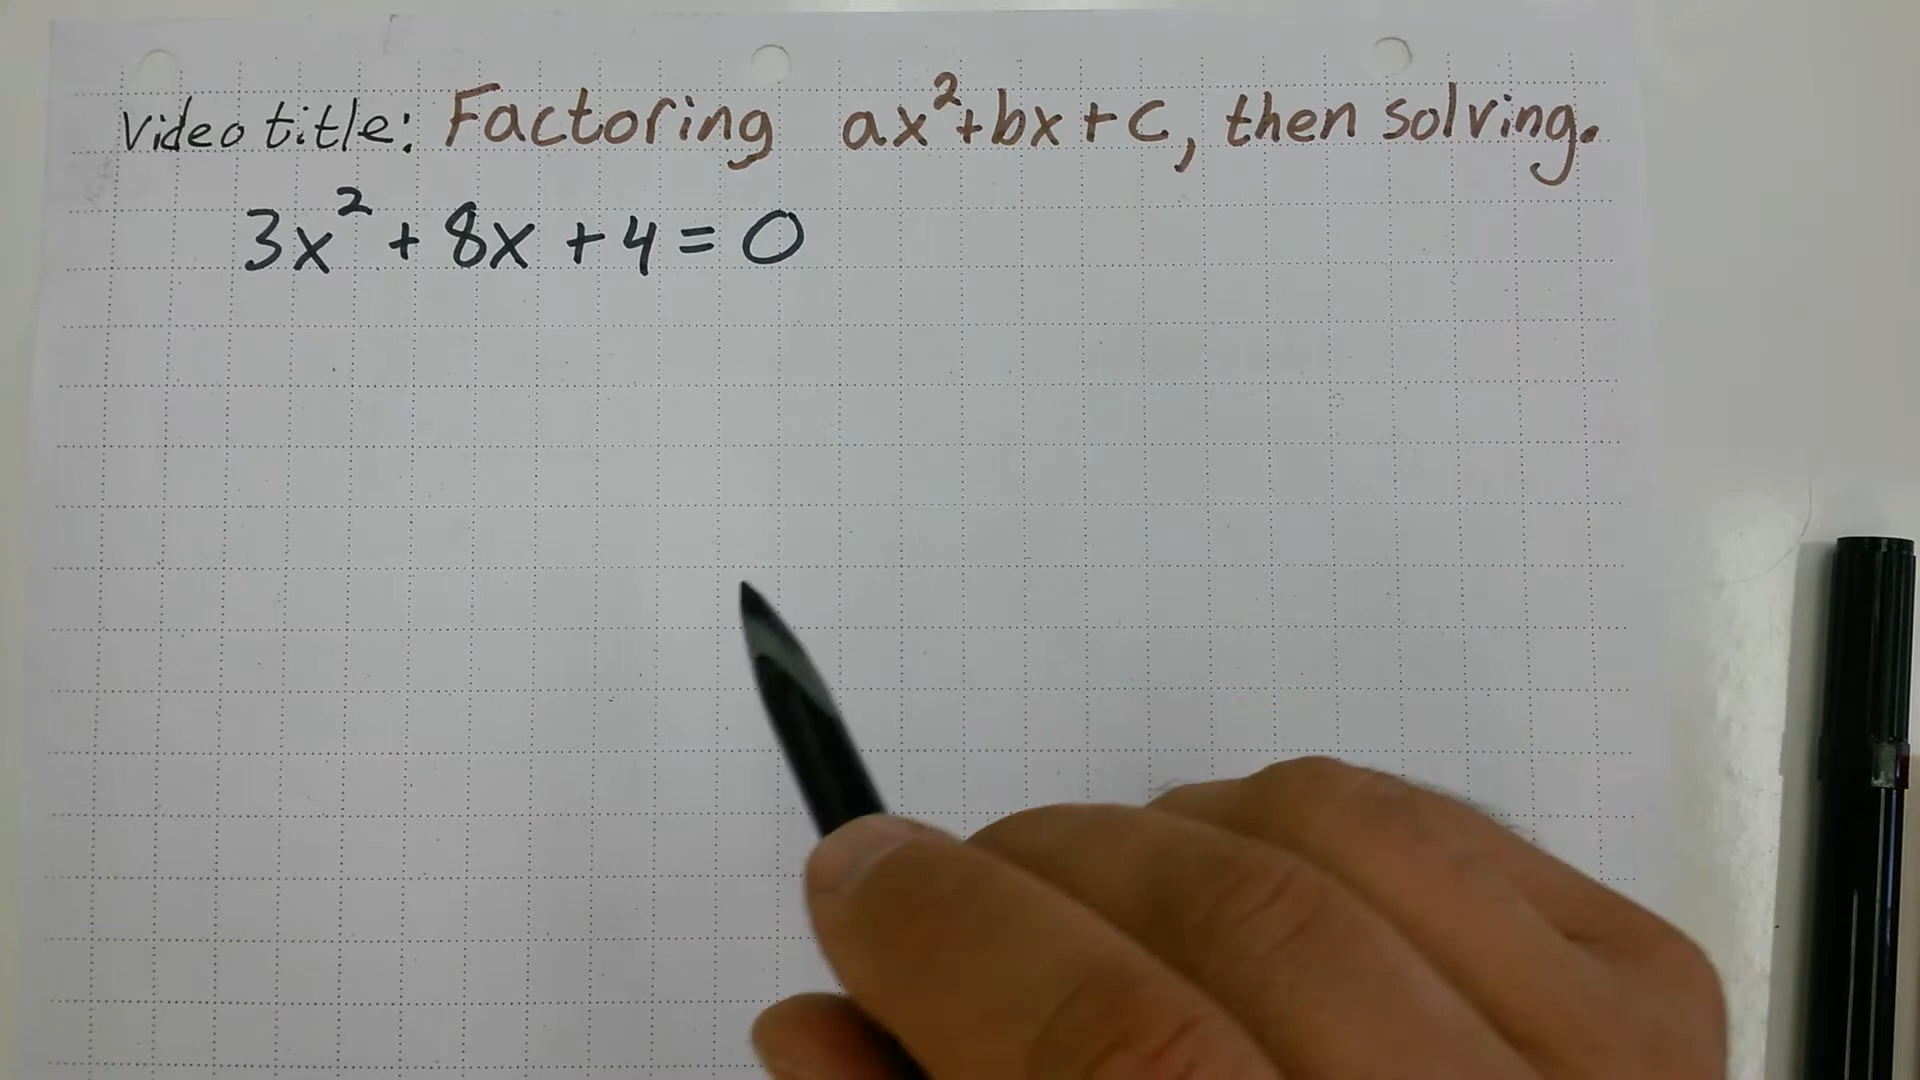 Video title: Factoring ax²+bx+c, then solving.
3x² + 8x + 4 = 0